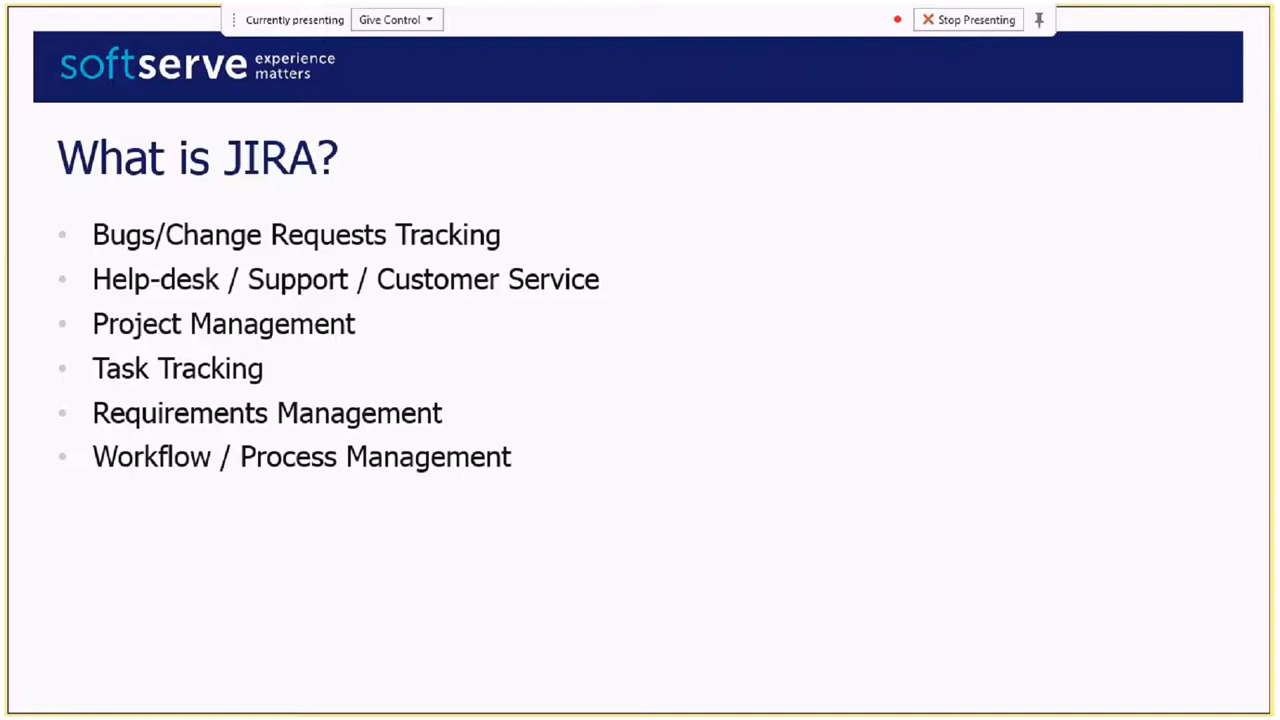 Currently presenting Give Control Stop Presenting
softserve experience matters
What is JIRA?
• Bugs/Change Requests Tracking
• Help-desk / Support / Customer Service
• Project Management
• Task Tracking
• Requirements Management
• Workflow / Process Management